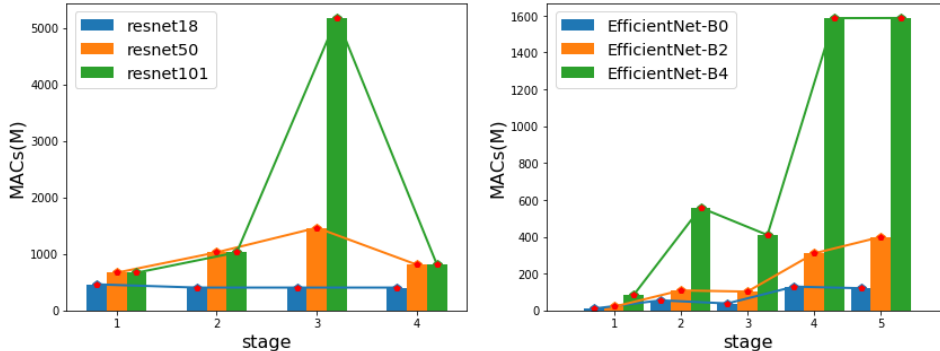 resnet18
resnet50
resnet101
MACs(M)
5000
4000
3000
2000
1000
0
1 2 3 4
stage
EfficientNet-B0
EfficientNet-B2
EfficientNet-B4
MACs(M)
1600
1400
1200
1000
800
600
400
200
0
1 2 3 4 5
stage